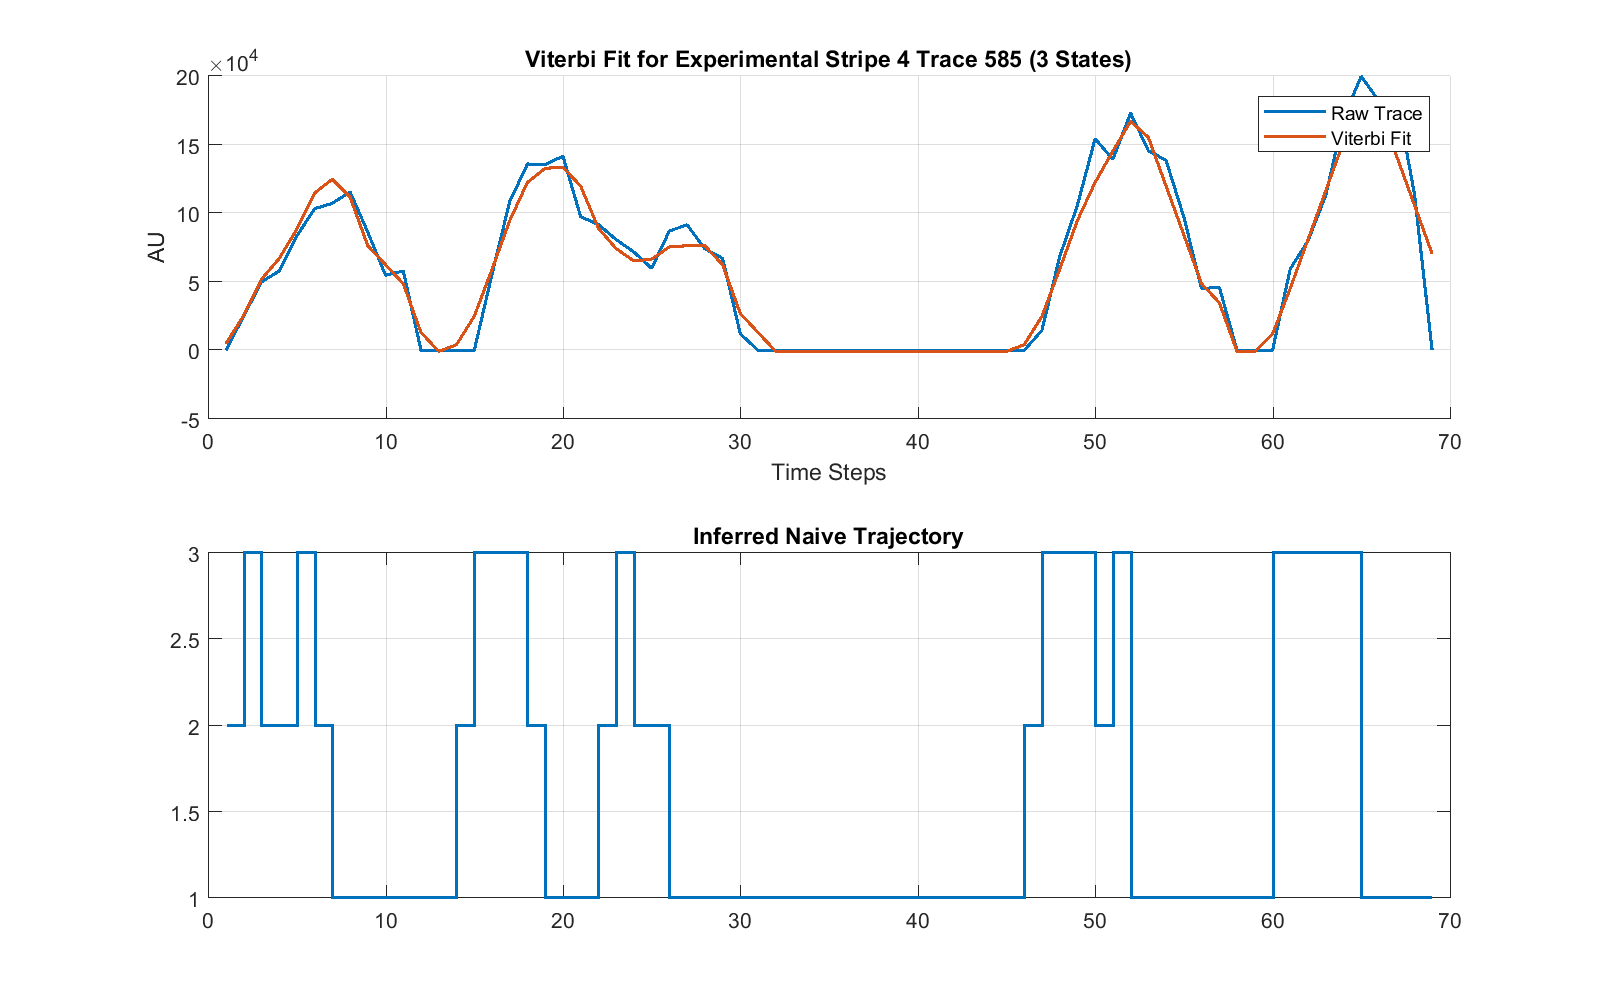 Viterbi Fit for Experimental Stripe 4 Trace 585 (3 States)
×10⁴
20
15
10
5
0
-5
AU
Raw Trace
Viterbi Fit
0 10 20 30 40 50 60 70
Time Steps
Inferred Naive Trajectory
3
2.5
2
1.5
1
0 10 20 30 40 50 60 70